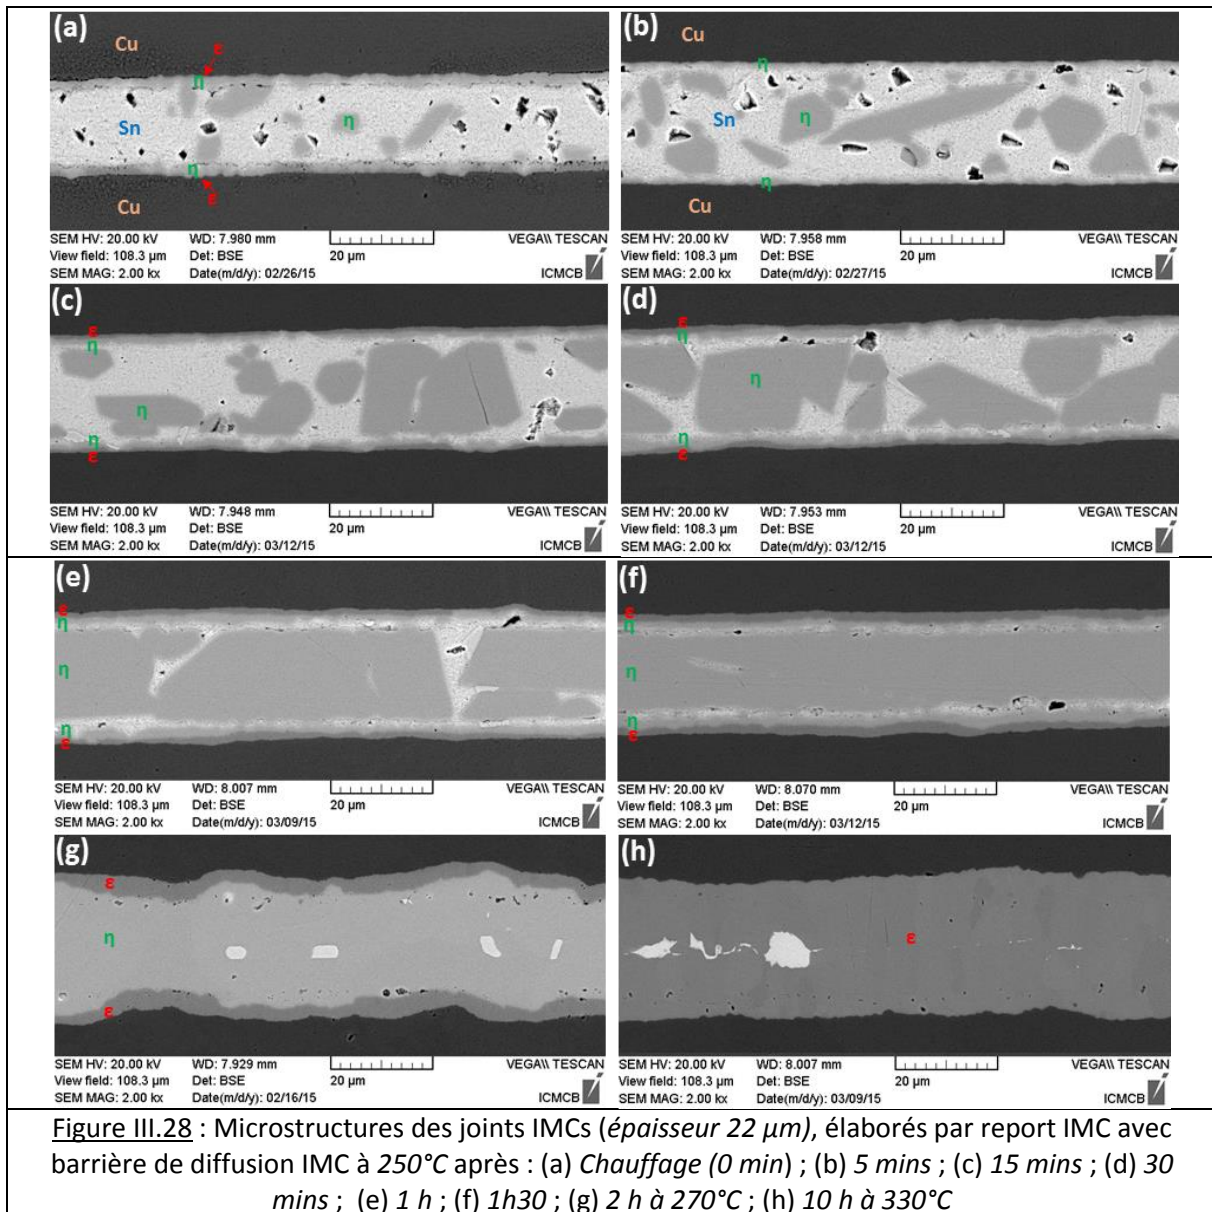 (a)
Cu
ε
η
Sn
η
η
ε
Cu
SEM HV: 20.00 kV WD: 7.980 mm VEGA\\ TESCAN
View field: 108.3 µm Det: BSE 20 µm
SEM MAG: 2.00 kx Date(m/d/y): 02/26/15 ICMCB
(b)
Cu
η
Sn
η
η
Cu
SEM HV: 20.00 kV WD: 7.958 mm VEGA\\ TESCAN
View field: 108.3 µm Det: BSE 20 µm
SEM MAG: 2.00 kx Date(m/d/y): 02/27/15 ICMCB
(c)
ε
η
η
η
ε
SEM HV: 20.00 kV WD: 7.948 mm VEGA\\ TESCAN
View field: 108.3 µm Det: BSE 20 µm
SEM MAG: 2.00 kx Date(m/d/y): 03/12/15 ICMCB
(d)
ε
η
η
η
ε
SEM HV: 20.00 kV WD: 7.953 mm VEGA\\ TESCAN
View field: 108.3 µm Det: BSE 20 µm
SEM MAG: 2.00 kx Date(m/d/y): 03/12/15 ICMCB
(e)
ε
η
η
η
ε
SEM HV: 20.00 kV WD: 8.007 mm VEGA\\ TESCAN
View field: 108.3 µm Det: BSE 20 µm
SEM MAG: 2.00 kx Date(m/d/y): 03/09/15 ICMCB
(f)
ε
η
η
η
ε
SEM HV: 20.00 kV WD: 8.070 mm VEGA\\ TESCAN
View field: 108.3 µm Det: BSE 20 µm
SEM MAG: 2.00 kx Date(m/d/y): 03/12/15 ICMCB
(g)
ε
η
ε
SEM HV: 20.00 kV WD: 7.929 mm VEGA\\ TESCAN
View field: 108.3 µm Det: BSE 20 µm
SEM MAG: 2.00 kx Date(m/d/y): 02/16/15 ICMCB
(h)
ε
SEM HV: 20.00 kV WD: 8.007 mm VEGA\\ TESCAN
View field: 108.3 µm Det: BSE 20 µm
SEM MAG: 2.00 kx Date(m/d/y): 03/09/15 ICMCB
Figure III.28 : Microstructures des joints IMCs (épaisseur 22 µm), élaborés par report IMC avec
barrière de diffusion IMC à 250°C après : (a) Chauffage (0 min) ; (b) 5 mins ; (c) 15 mins ; (d) 30
mins ; (e) 1 h ; (f) 1h30 ; (g) 2 h à 270°C ; (h) 10 h à 330°C